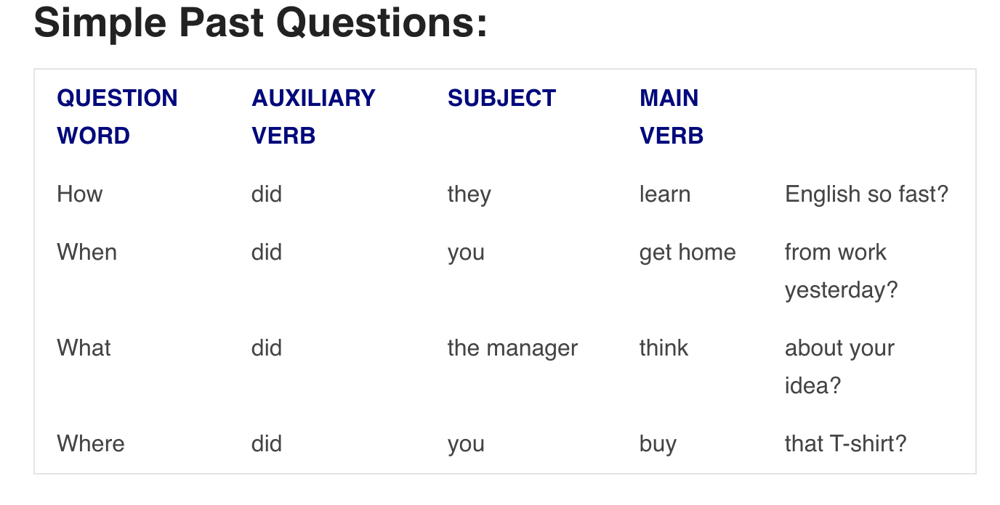 Simple Past Questions:
QUESTION WORD AUXILIARY VERB SUBJECT MAIN VERB
How did they learn English so fast?
When did you get home from work yesterday?
What did the manager think about your idea?
Where did you buy that T-shirt?